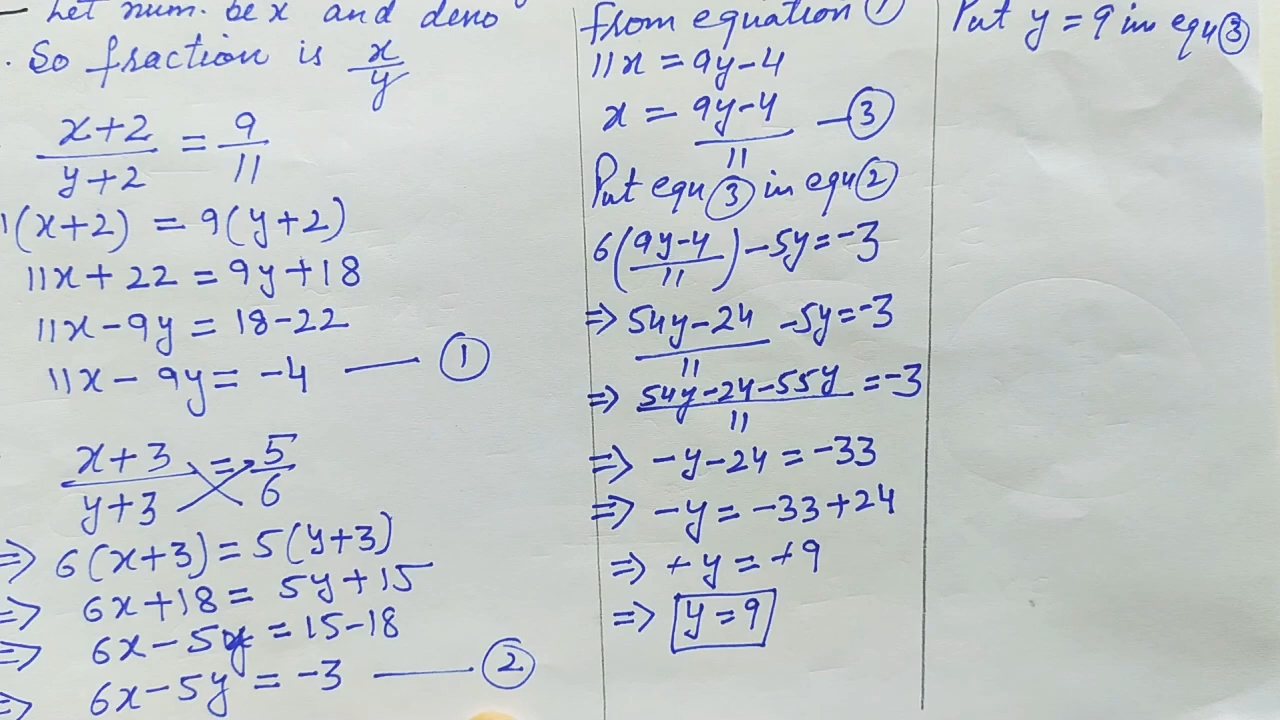 Let num. be x and deno
. So fraction is x/y
(x+2)/(y+2) = 9/11
1(x+2) = 9(y+2)
11x + 22 = 9y + 18
11x - 9y = 18 - 22
11x - 9y = -4 — ①
(x+3)/(y+3) = 5/6
⇒ 6(x+3) = 5(y+3)
⇒ 6x + 18 = 5y + 15
⇒ 6x - 5y = 15 - 18
⇒ 6x - 5y = -3 — ②
from equation ①
11x = 9y - 4
x = (9y-4)/11 — ③
Put equ ③ in equ ②
6((9y-4)/11) - 5y = -3
⇒ (54y-24)/11 - 5y = -3
⇒ (54y-24-55y)/11 = -3
⇒ -y - 24 = -33
⇒ -y = -33 + 24
⇒ +y = +9
⇒ y = 9
Put y = 9 in equ ③